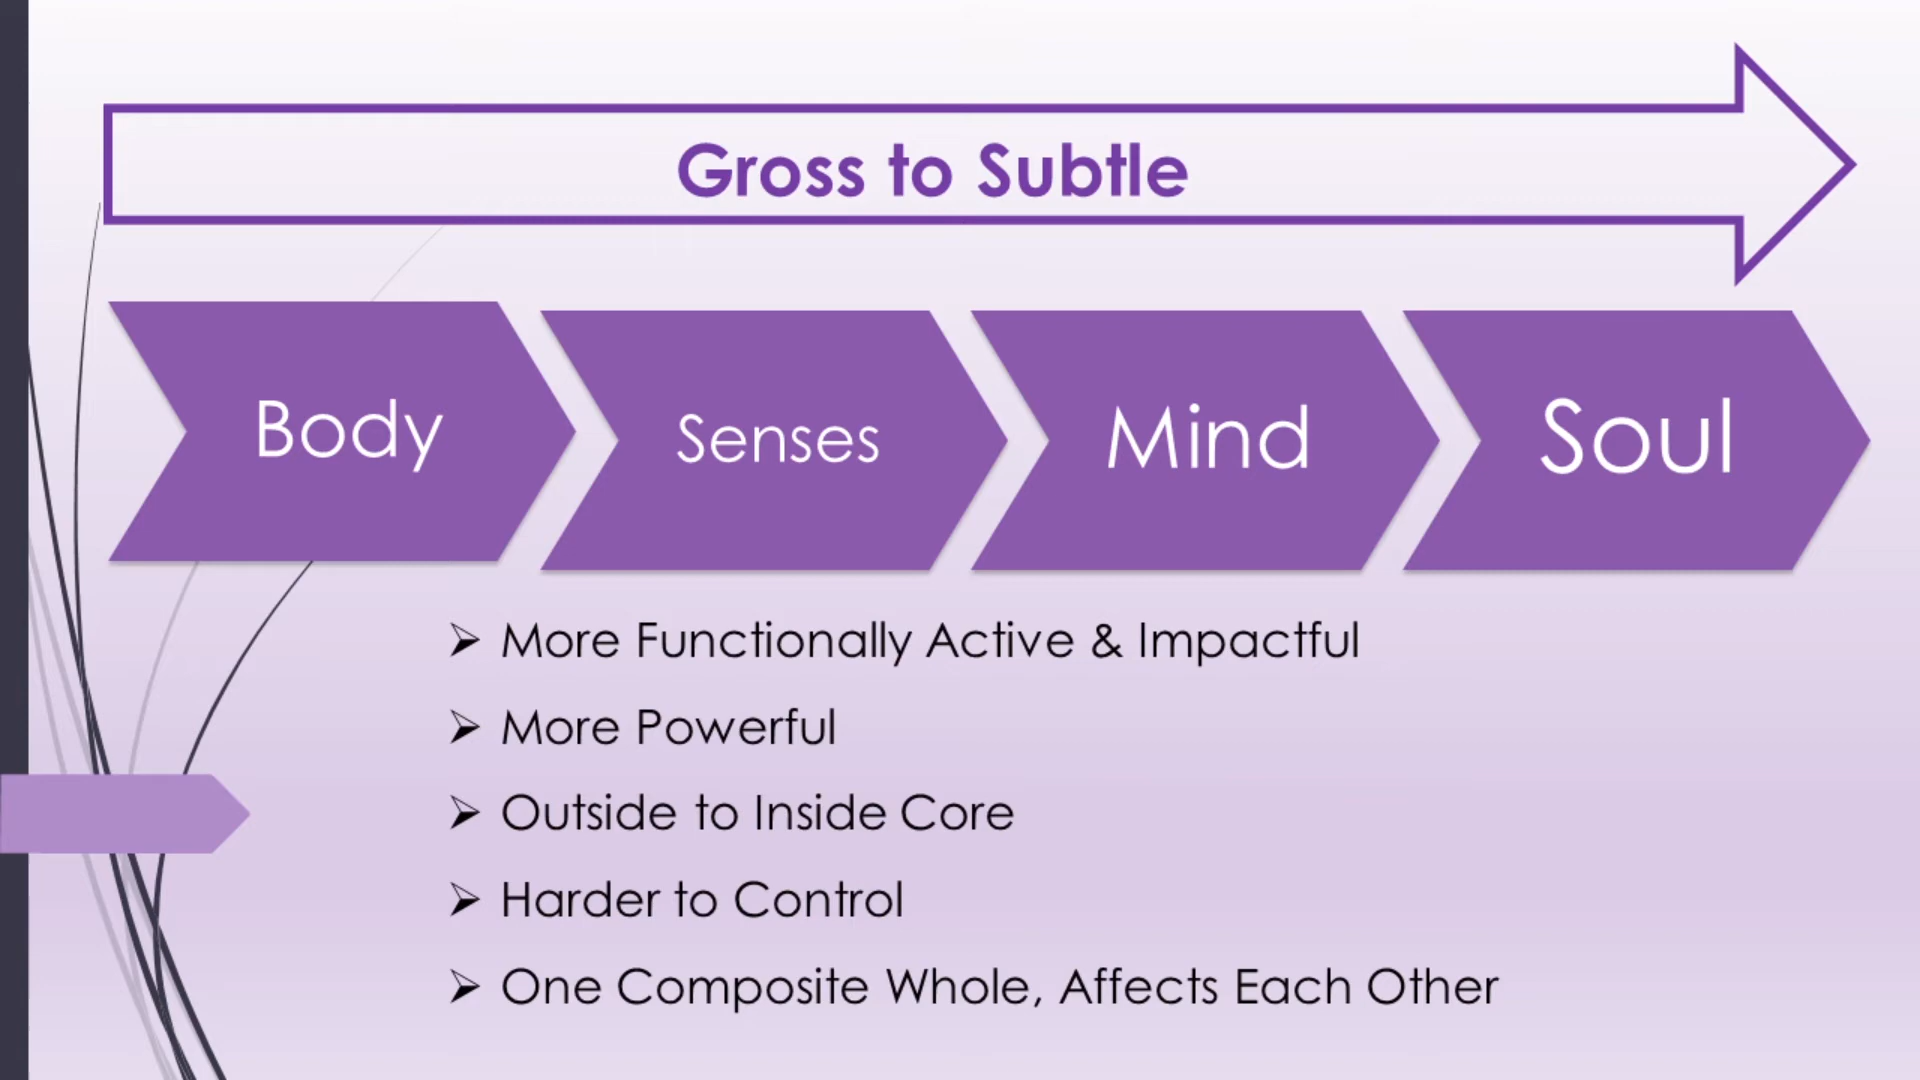 Gross to Subtle
Body
Senses
Mind
Soul
➢ More Functionally Active & Impactful
➢ More Powerful
➢ Outside to Inside Core
➢ Harder to Control
➢ One Composite Whole, Affects Each Other